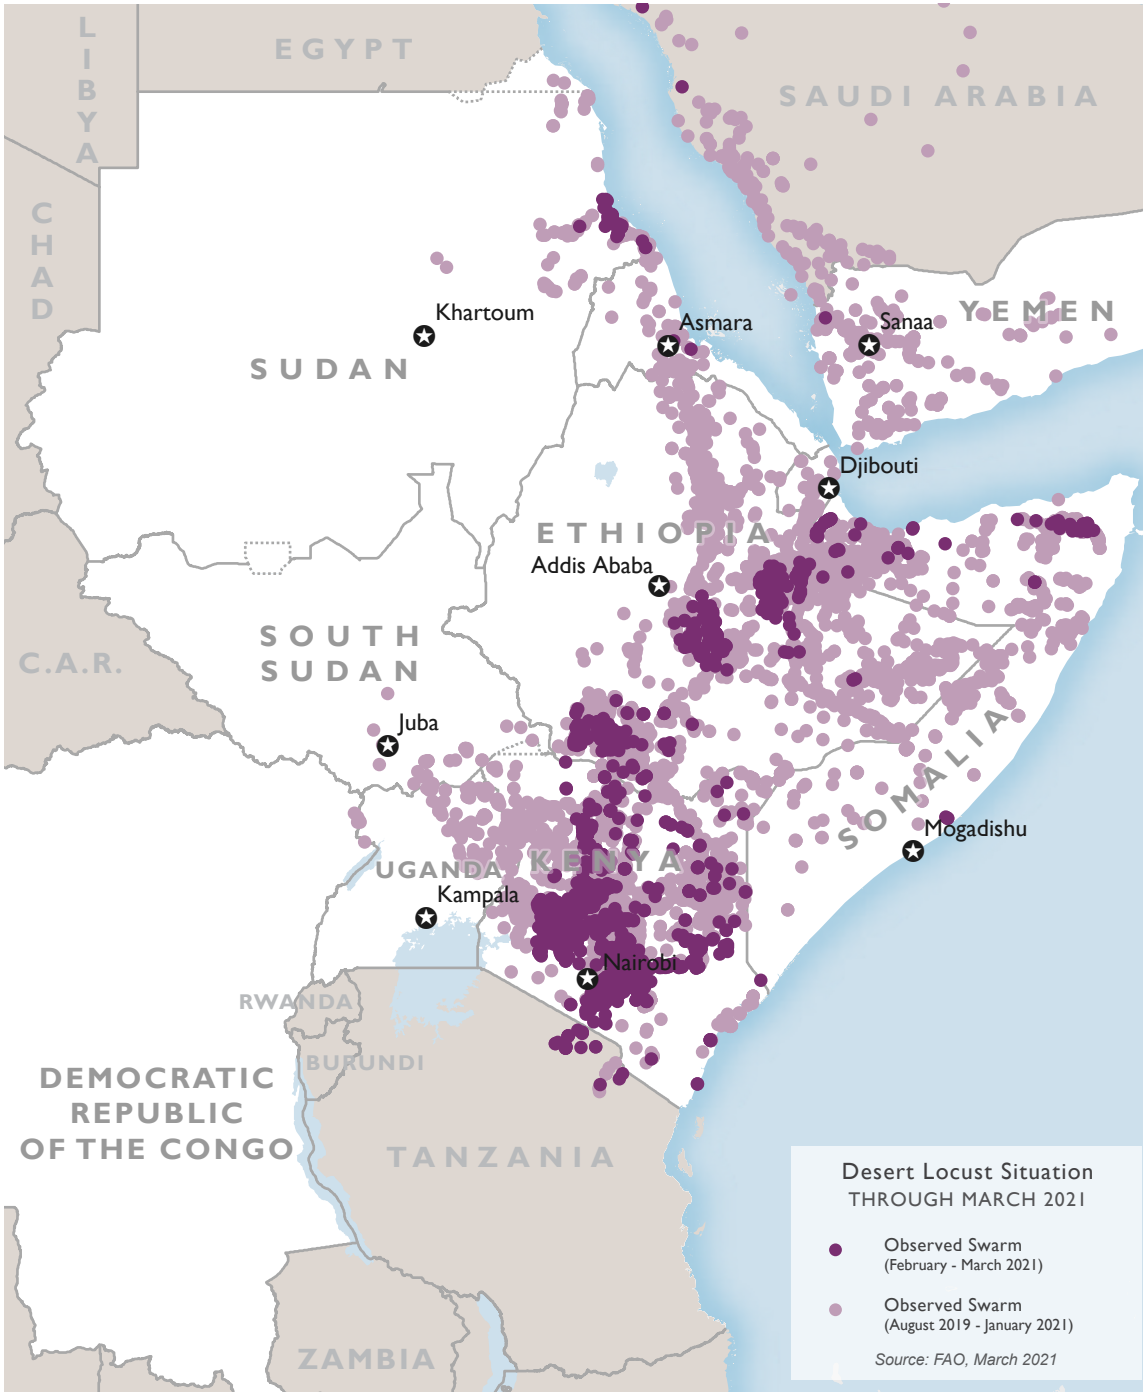 LIBYA
EGYPT
SAUDI ARABIA
CHAD
Khartoum
Asmara
Sanaa
YEMEN
SUDAN
Djibouti
ETHIOPIA
Addis Ababa
SOUTH
SUDAN
C.A.R.
Juba
SOMALIA
Mogadishu
UGANDA
KENYA
Kampala
Nairobi
RWANDA
BURUNDI
DEMOCRATIC
REPUBLIC
OF THE CONGO
TANZANIA
ZAMBIA
Desert Locust Situation
THROUGH MARCH 2021
Observed Swarm
(February - March 2021)
Observed Swarm
(August 2019 - January 2021)
Source: FAO, March 2021